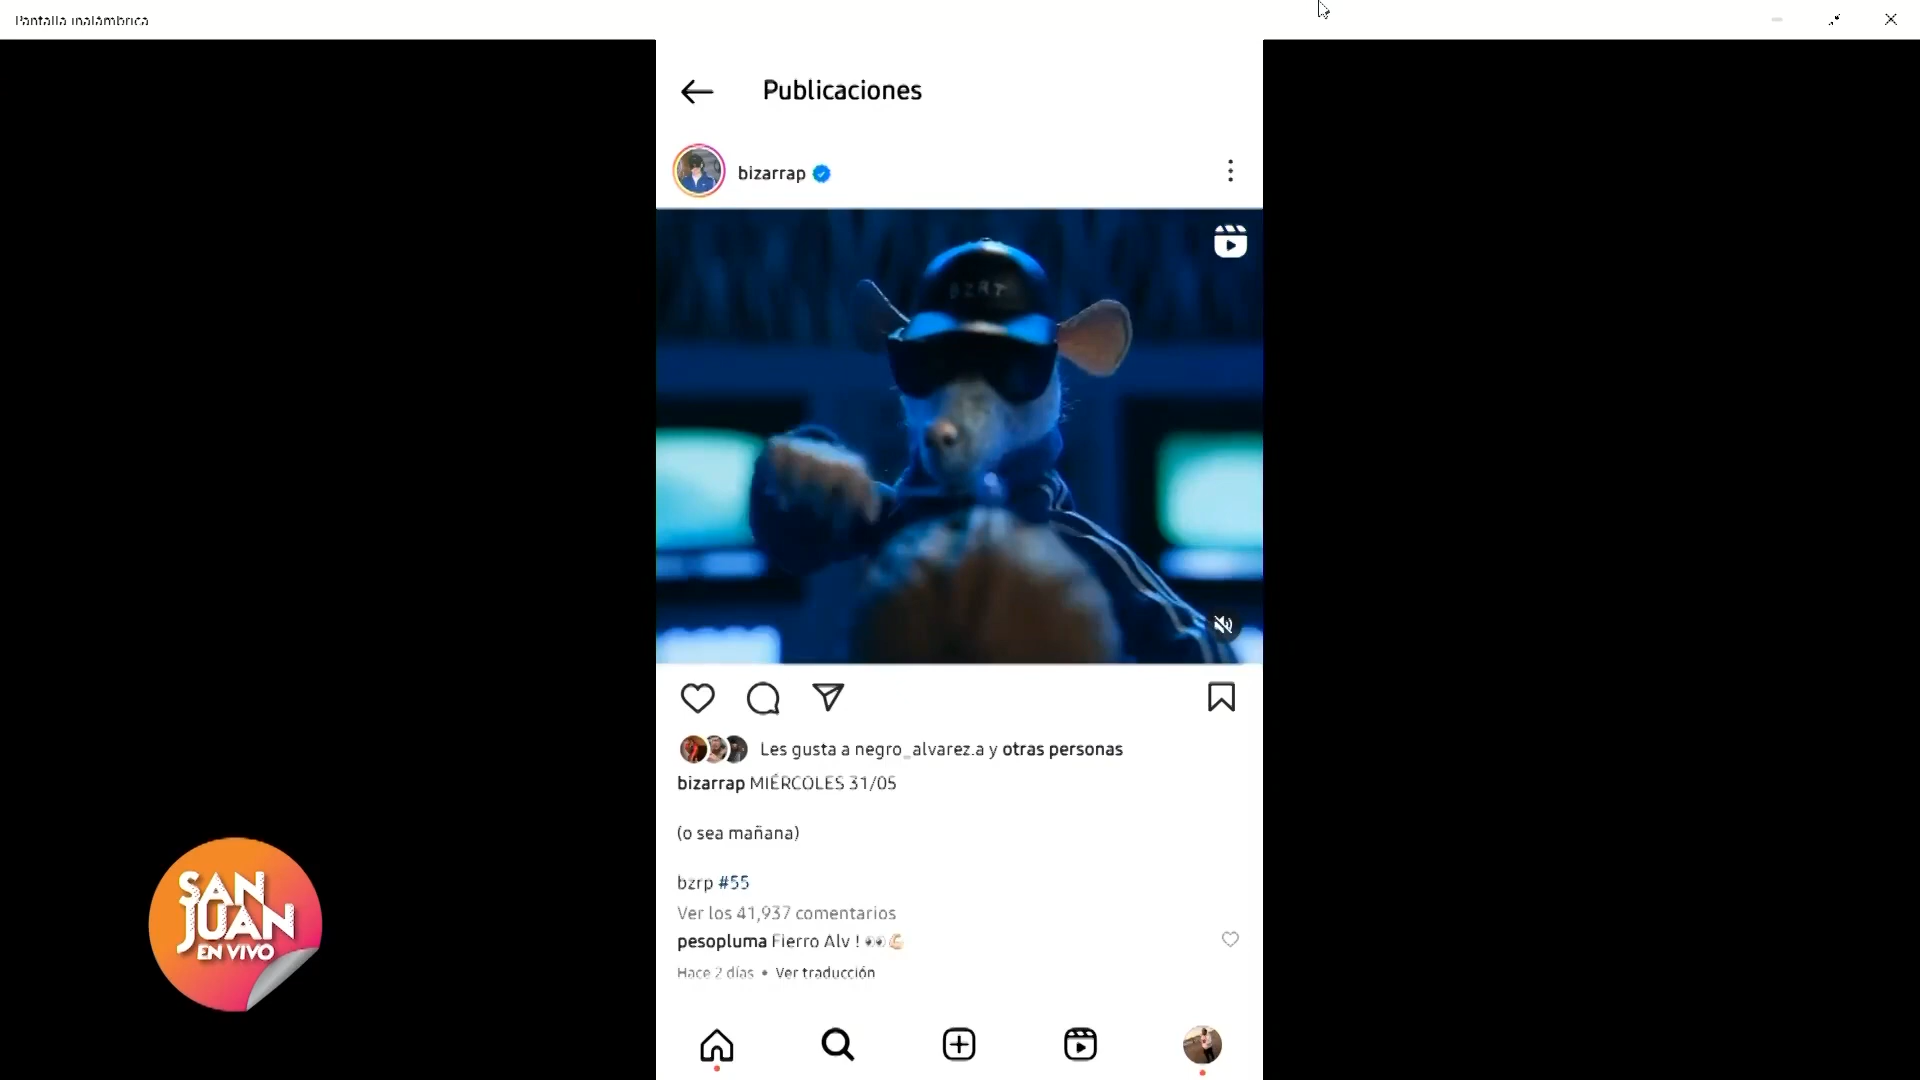 Pantalla inalámbrica
Publicaciones
bizarrap
BZRP
Les gusta a negro_alvarez.a y otras personas
bizarrap MIÉRCOLES 31/05
(o sea mañana)
bzrp #55
Ver los 41,937 comentarios
pesopluma Fierro Alv ! 👀💪🏻
Hace 2 días • Ver traducción
SAN
JUAN
EN VIVO